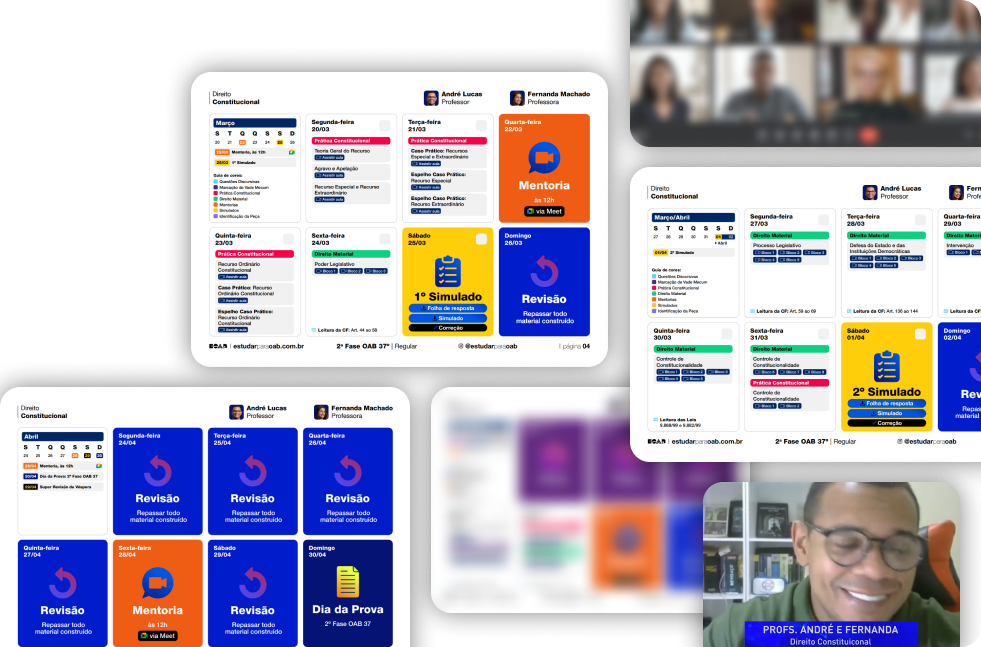 Direito
Constitucional
André Lucas
Professor
Fernanda Machado
Professora
Março
S T Q Q S S D
20 21 22 23 24 25 26
22/03 Mentoria, às 12h
25/03 1º Simulado
Guia de cores:
Questões Discursivas
Marcação de Vade Mecum
Prática Constitucional
Direito Material
Mentorias
Simulados
Identificação da Peça
Segunda-feira
20/03
Prática Constitucional
Teoria Geral do Recurso
Assistir aula
Agravo e Apelação
Assistir aula
Recurso Especial e Recurso
Extraordinário
Assistir aula
Terça-feira
21/03
Prática Constitucional
Caso Prático: Recursos
Especial e Extraordinário
Assistir aula
Espelho Caso Prático:
Recurso Especial
Assistir aula
Espelho Caso Prático:
Recurso Extraordinário
Assistir aula
Quarta-feira
22/03
Mentoria
às 12h
via Meet
Quinta-feira
23/03
Prática Constitucional
Recurso Ordinário
Constitucional
Assistir aula
Caso Prático: Recurso
Ordinário Constitucional
Assistir aula
Espelho Caso Prático:
Recurso Ordinário
Constitucional
Assistir aula
Sexta-feira
24/03
Direito Material
Poder Legislativo
Bloco 1 Bloco 2 Bloco 3
Leitura da CF: Art. 44 ao 58
Sábado
25/03
1º Simulado
Folha de resposta
Simulado
Correção
Domingo
26/03
Revisão
Repassar todo
material construído
estudarparaoab.com.br
2ª Fase OAB 37º | Regular
@estudarparaoab
página 04
Direito
Constitucional
André Lucas
Professor
Fern
Profe
Março/Abril
S T Q Q S S D
27 28 29 30 31 01 02
Abril
01/04 2º Simulado
Guia de cores:
Questões Discursivas
Marcação de Vade Mecum
Prática Constitucional
Direito Material
Mentorias
Simulados
Identificação da Peça
Segunda-feira
27/03
Direito Material
Processo Legislativo
Bloco 1 Bloco 2 Bloco 3
Bloco 4 Bloco 5
Leitura da CF: Art. 59 ao 69
Terça-feira
28/03
Direito Material
Defesa do Estado e das
Instituições Democráticas
Bloco 1 Bloco 2 Bloco 3
Bloco 4 Bloco 5
Leitura da CF: Art. 136 ao 144
Quarta-feira
29/03
Direito Mater
Intervenção
Bloco 1
Leitura da CF:
Quinta-feira
30/03
Direito Material
Controle de
Constitucionalidade
Bloco 1 Bloco 2 Bloco 3
Leitura das Leis
9.868/99 e 9.882/99
Sexta-feira
31/03
Direito Material
Controle de
Constitucionalidade
Prática Constitucional
Controle de
Constitucionalidade
Bloco 1 Bloco 2
Sábado
01/04
2º Simulado
Folha de resposta
Simulado
Correção
Domingo
02/04
Rev
Repas
materia
estudarparaoab.com.br
2ª Fase OAB 37º | Regular
@estudarparaoab
Direito
Constitucional
André Lucas
Professor
Fernanda Machado
Professora
Abril
S T Q Q S S D
24 25 26 27 28 29 30
28/04 Mentoria, às 12h
30/04 Dia da Prova: 2ª Fase OAB 37
29/04 Super Revisão de Véspera
Segunda-feira
24/04
Revisão
Repassar todo
material construído
Terça-feira
25/04
Revisão
Repassar todo
material construído
Quarta-feira
26/04
Revisão
Repassar todo
material construído
Quinta-feira
27/04
Revisão
Repassar todo
material construído
Sexta-feira
28/04
Mentoria
às 12h
via Meet
Sábado
29/04
Revisão
Repassar todo
material construído
Domingo
30/04
Dia da Prova
2ª Fase OAB 37
PROFS. ANDRÉ E FERNANDA
Direito Constituiconal